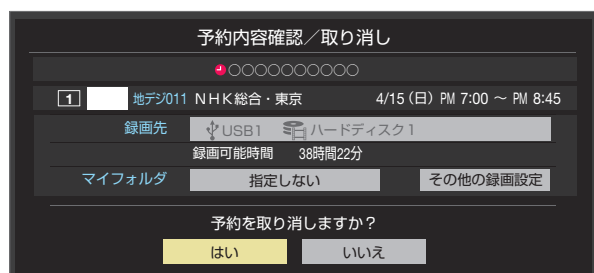 予約内容確認／取り消し
○○○○○○○○○○
1 地デジ011 ＮＨＫ総合・東京 4/15（日） PM 7:00 ～ PM 8:45
録画先 USB1 ハードディスク1
録画可能時間 38時間22分
マイフォルダ 指定しない その他の録画設定
予約を取り消しますか？
はい いいえ